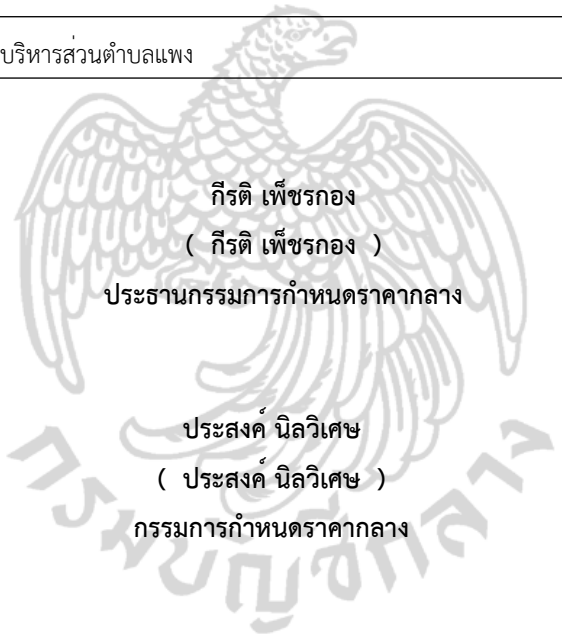 บริหารส่วนตำบลแพง
กีรติ เพ็ชรกอง
( กีรติ เพ็ชรกอง )
ประธานกรรมการกำหนดราคากลาง
ประสงค์ นิลวิเศษ
( ประสงค์ นิลวิเศษ )
กรรมการกำหนดราคากลาง
กรมบัญชีกลาง